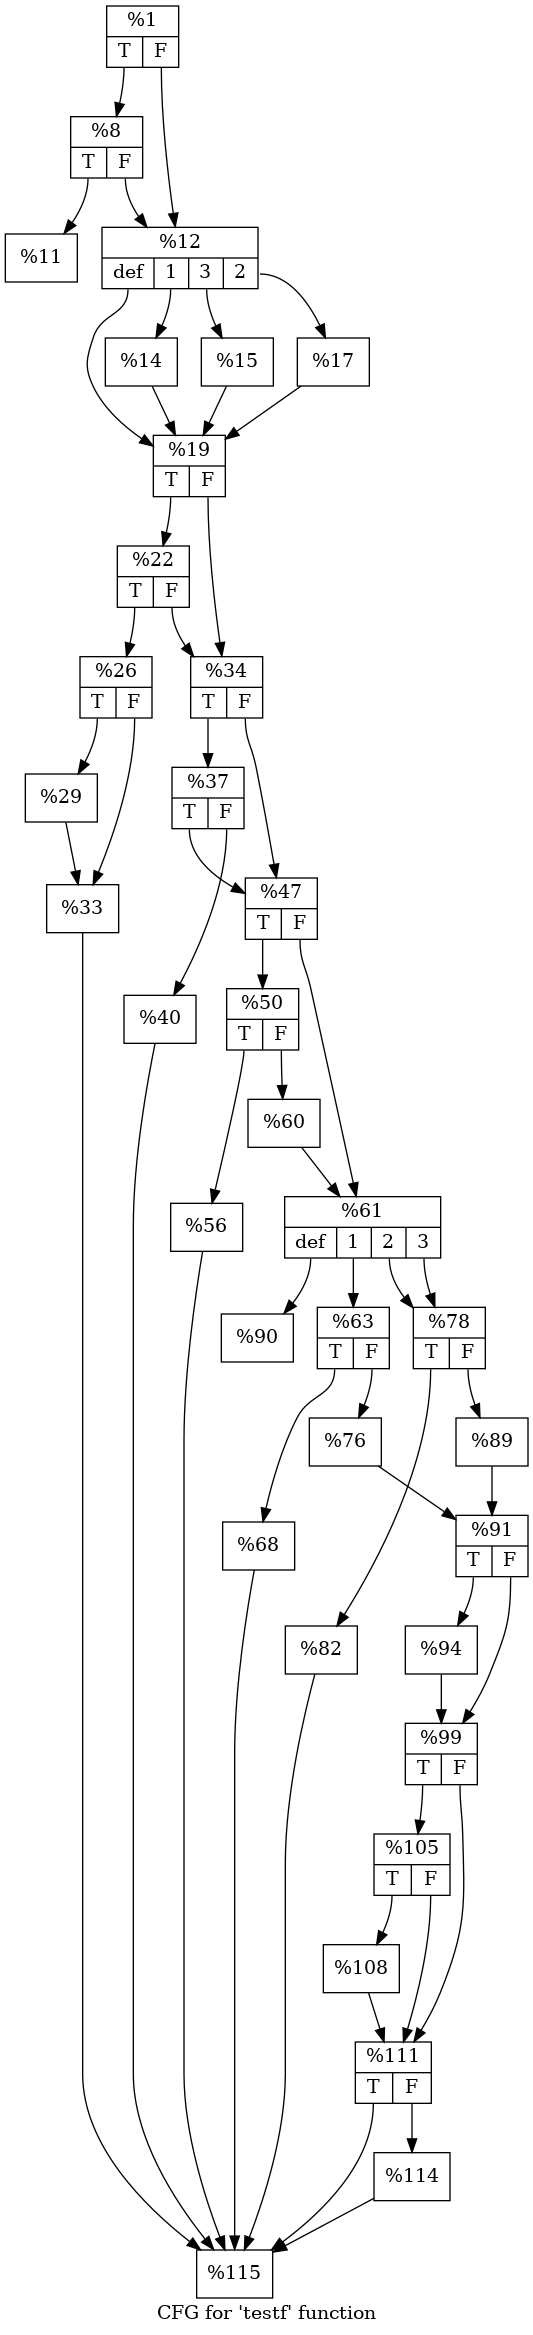 %1
T F
%8
T F
%11
%12
def 1 3 2
%14 %15 %17
%19
T F
%22
T F
%26 %34
T F T F
%37
T F
%29
%47
%33
T F
%50
%40
T F
%60
%61
%56
def 1 2 3
%63 %78
%90
T F T F
%76 %89
%91
%68
T F
%82 %94
%99
T F
%105
T F
%108
%111
T F
%114
%115
CFG for 'testf' function